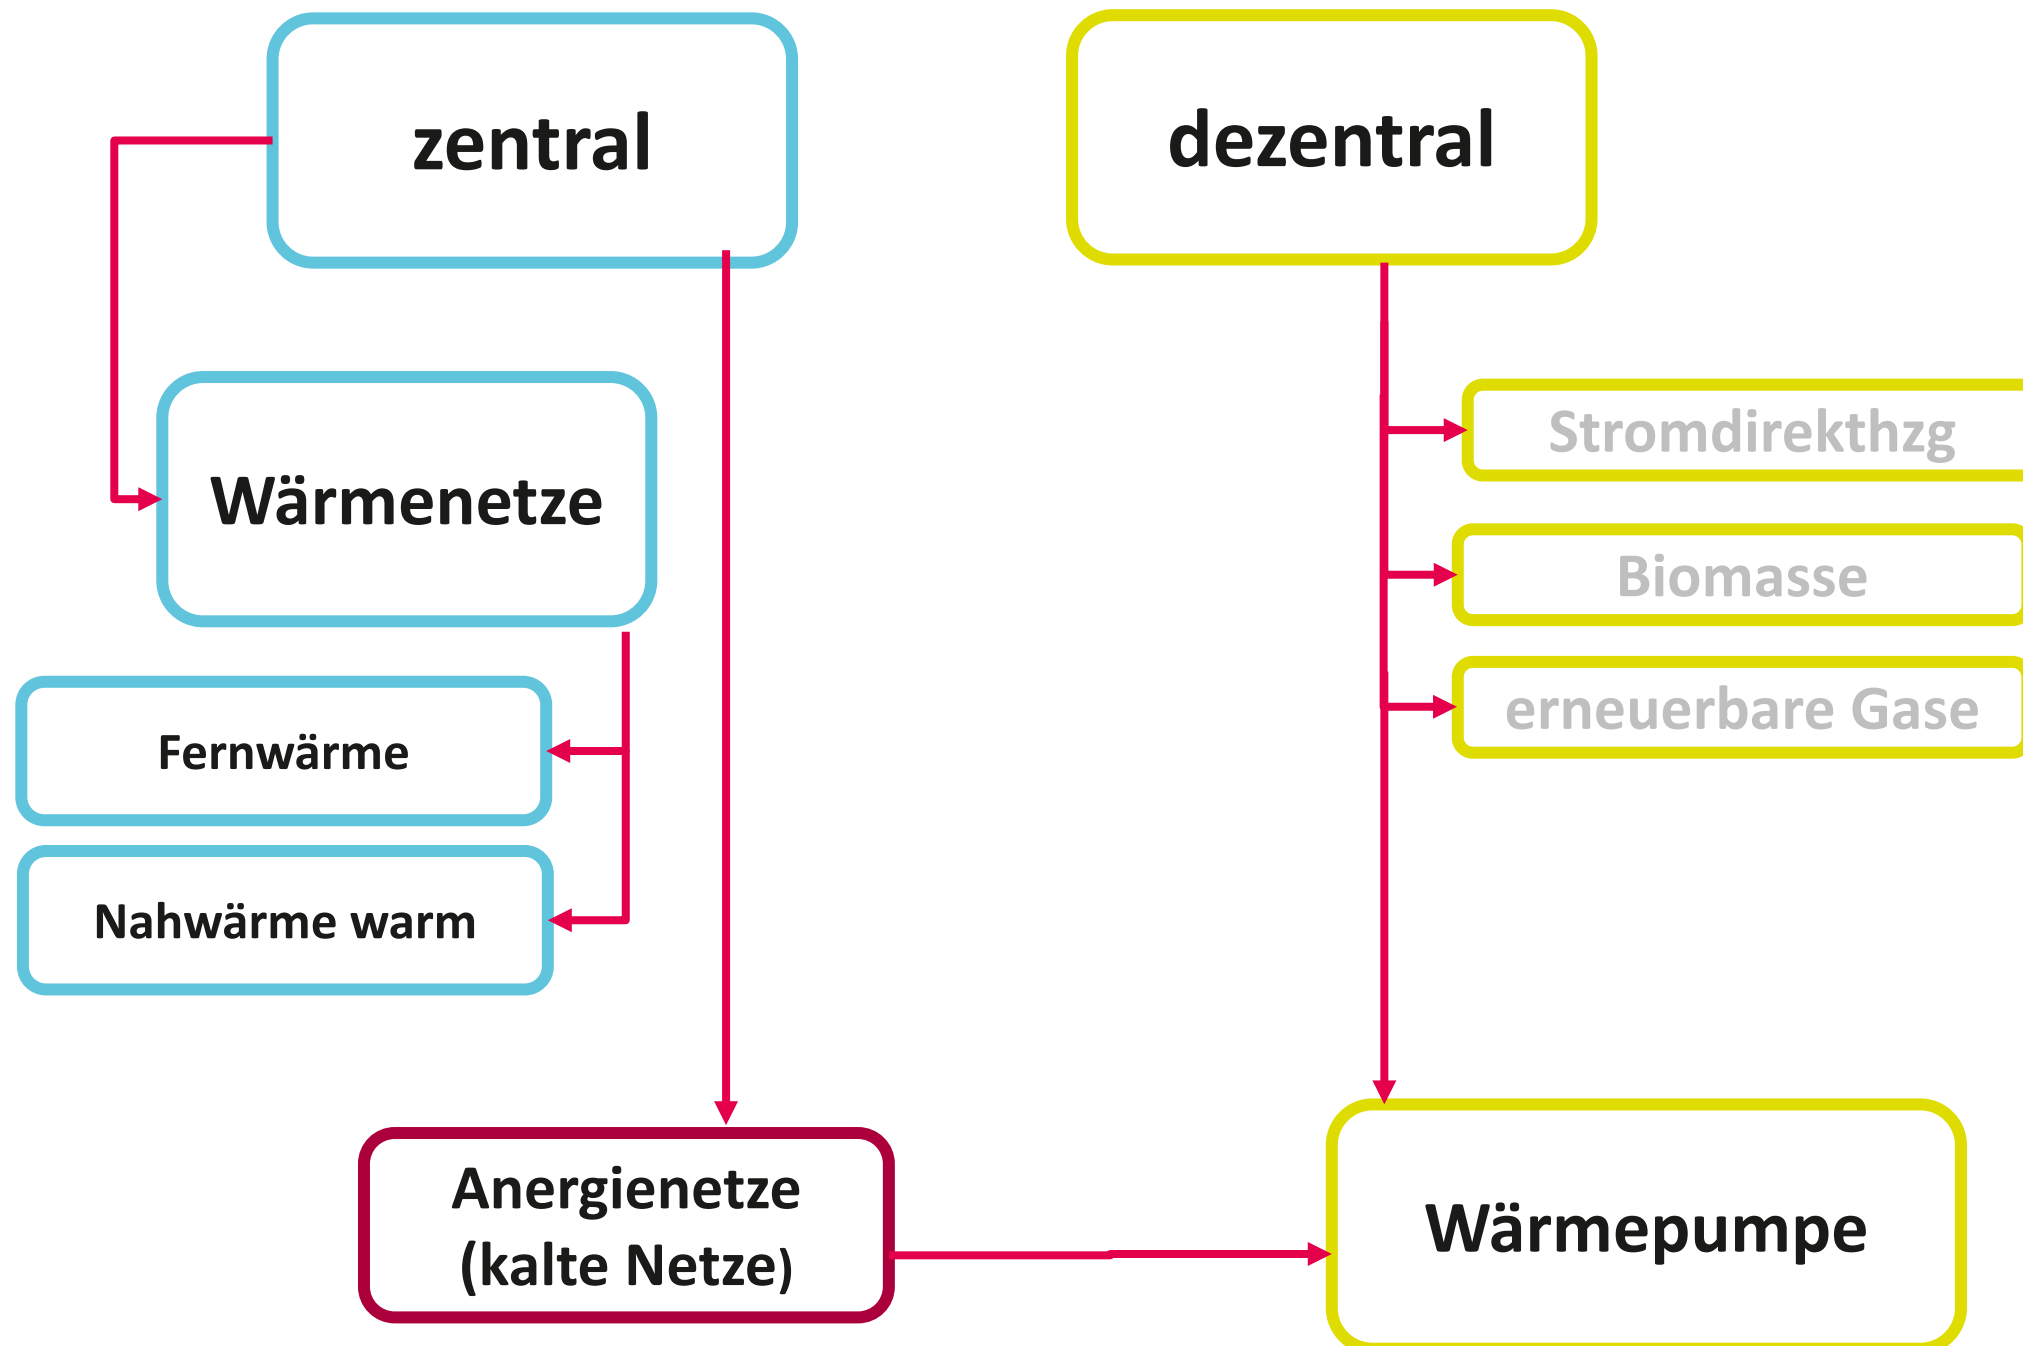 zentral
dezentral
Wärmenetze
Stromdirekthzg
Biomasse
erneuerbare Gase
Fernwärme
Nahwärme warm
Anergienetze
(kalte Netze)
Wärmepumpe